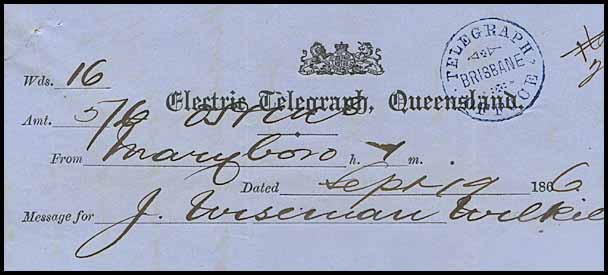 TELEGRAPH OFFICE BRISBANE
Wds. 16
Electric Telegraph, Queensland.
Amt. 5/6
From Maryboro h. m.
Dated Sept 19 1866
Message for J. Wiseman Wilkie